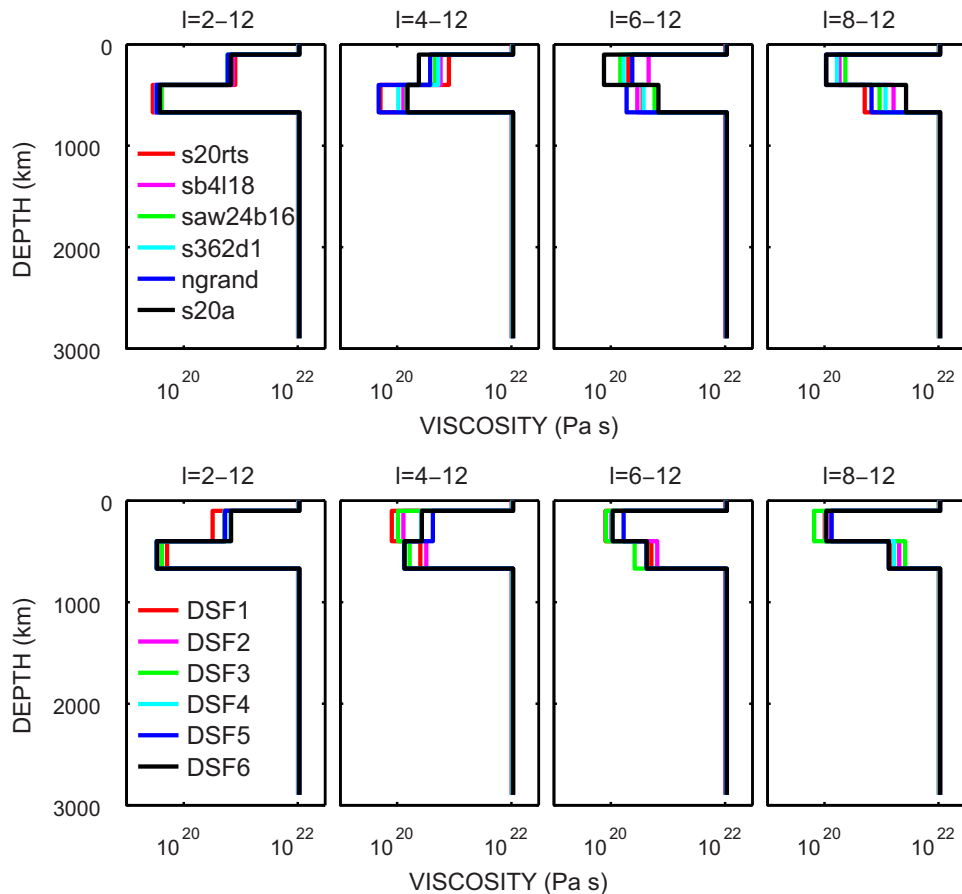 l=2−12 l=4−12 l=6−12 l=8−12
0
1000
2000
3000
DEPTH (km)
s20rts
sb4l18
saw24b16
s362d1
ngrand
s20a
10^20 10^22 10^20 10^22 10^20 10^22 10^20 10^22
VISCOSITY (Pa s)
l=2−12 l=4−12 l=6−12 l=8−12
0
1000
2000
3000
DEPTH (km)
DSF1
DSF2
DSF3
DSF4
DSF5
DSF6
10^20 10^22 10^20 10^22 10^20 10^22 10^20 10^22
VISCOSITY (Pa s)